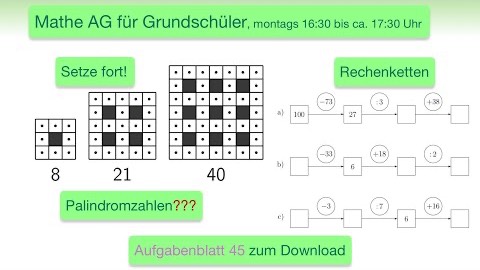 Mathe AG für Grundschüler, montags 16:30 bis ca. 17:30 Uhr
Setze fort!
8 21 40
Palindromzahlen???
Rechenketten
a) 100 −73 27 :3 +38
b) −33 6 +18 :2
c) −3 :7 6 +16
Aufgabenblatt 45 zum Download